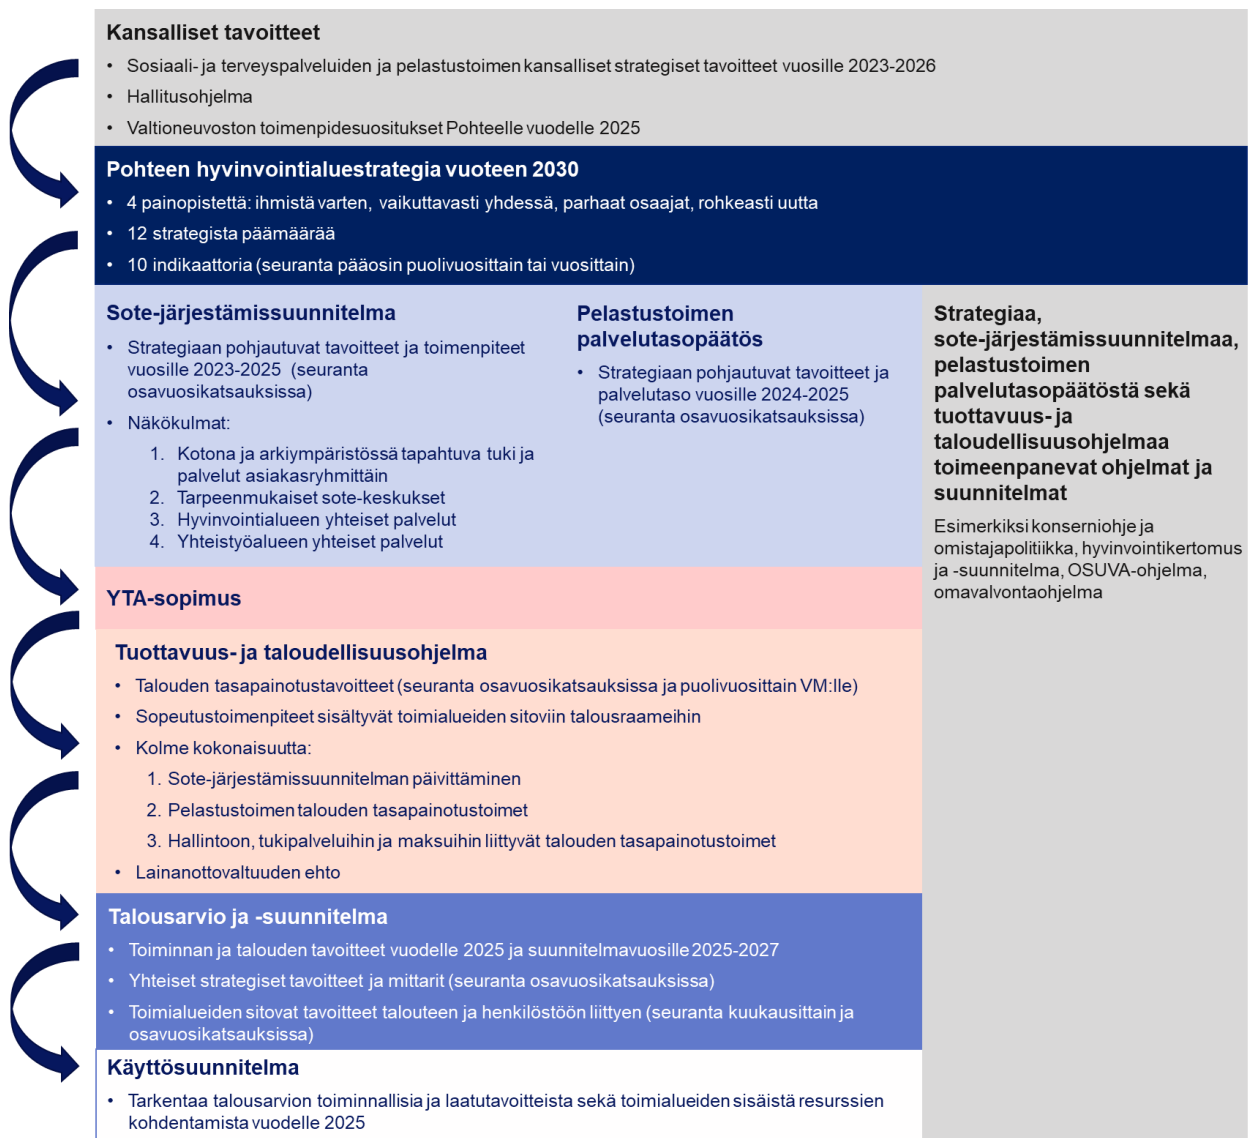 Kansalliset tavoitteet
• Sosiaali- ja terveyspalveluiden ja pelastustoimen kansalliset strategiset tavoitteet vuosille 2023-2026
• Hallitusohjelma
• Valtioneuvoston toimenpidesuositukset Pohteelle vuodelle 2025
Pohteen hyvinvointialuestrategia vuoteen 2030
• 4 painopistettä: ihmistä varten, vaikuttavasti yhdessä, parhaat osaajat, rohkeasti uutta
• 12 strategista päämäärää
• 10 indikaattoria (seuranta pääosin puolivuosittain tai vuosittain)
Sote-järjestämissuunnitelma
• Strategiaan pohjautuvat tavoitteet ja toimenpiteet
vuosille 2023-2025 (seuranta
osavuosikatsauksissa)
• Näkökulmat:
1. Kotona ja arkiympäristössä tapahtuva tuki ja
palvelut asiakasryhmittäin
2. Tarpeenmukaiset sote-keskukset
3. Hyvinvointialueen yhteiset palvelut
4. Yhteistyöalueen yhteiset palvelut
Pelastustoimen
palvelutasopäätös
• Strategiaan pohjautuvat tavoitteet ja
palvelutaso vuosille 2024-2025
(seuranta osavuosikatsauksissa)
Strategiaa,
sote-järjestämissuunnitelmaa,
pelastustoimen
palvelutasopäätöstä sekä
tuottavuus- ja
taloudellisuusohjelmaa
toimeenpanevat ohjelmat ja
suunnitelmat
Esimerkiksi konserniohje ja
omistajapolitiikka, hyvinvointikertomus
ja -suunnitelma, OSUVA-ohjelma,
omavalvontaohjelma
YTA-sopimus
Tuottavuus- ja taloudellisuusohjelma
• Talouden tasapainotustavoitteet (seuranta osavuosikatsauksissa ja puolivuosittain VM:lle)
• Sopeutustoimenpiteet sisältyvät toimialueiden sitoviin talousraameihin
• Kolme kokonaisuutta:
1. Sote-järjestämissuunnitelman päivittäminen
2. Pelastustoimen talouden tasapainotustoimet
3. Hallintoon, tukipalveluihin ja maksuihin liittyvät talouden tasapainotustoimet
• Lainanottovaltuuden ehto
Talousarvio ja -suunnitelma
• Toiminnan ja talouden tavoitteet vuodelle 2025 ja suunnitelmavuosille 2025-2027
• Yhteiset strategiset tavoitteet ja mittarit (seuranta osavuosikatsauksissa)
• Toimialueiden sitovat tavoitteet talouteen ja henkilöstöön liittyen (seuranta kuukausittain ja
osavuosikatsauksissa)
Käyttösuunnitelma
• Tarkentaa talousarvion toiminnallisia ja laatutavoitteista sekä toimialueiden sisäistä resurssien
kohdentamista vuodelle 2025